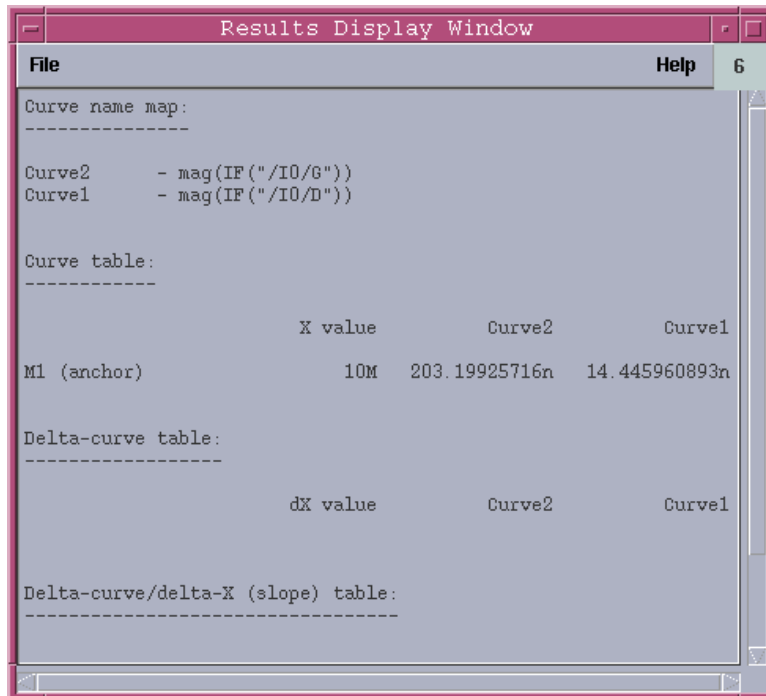 Results Display Window
File Help 6
Curve name map:
---------------
Curve2 - mag(IF("/I0/G"))
Curve1 - mag(IF("/I0/D"))
Curve table:
------------
X value Curve2 Curve1
M1 (anchor) 10M 203.19925716n 14.445960893n
Delta-curve table:
------------------
dX value Curve2 Curve1
Delta-curve/delta-X (slope) table:
----------------------------------